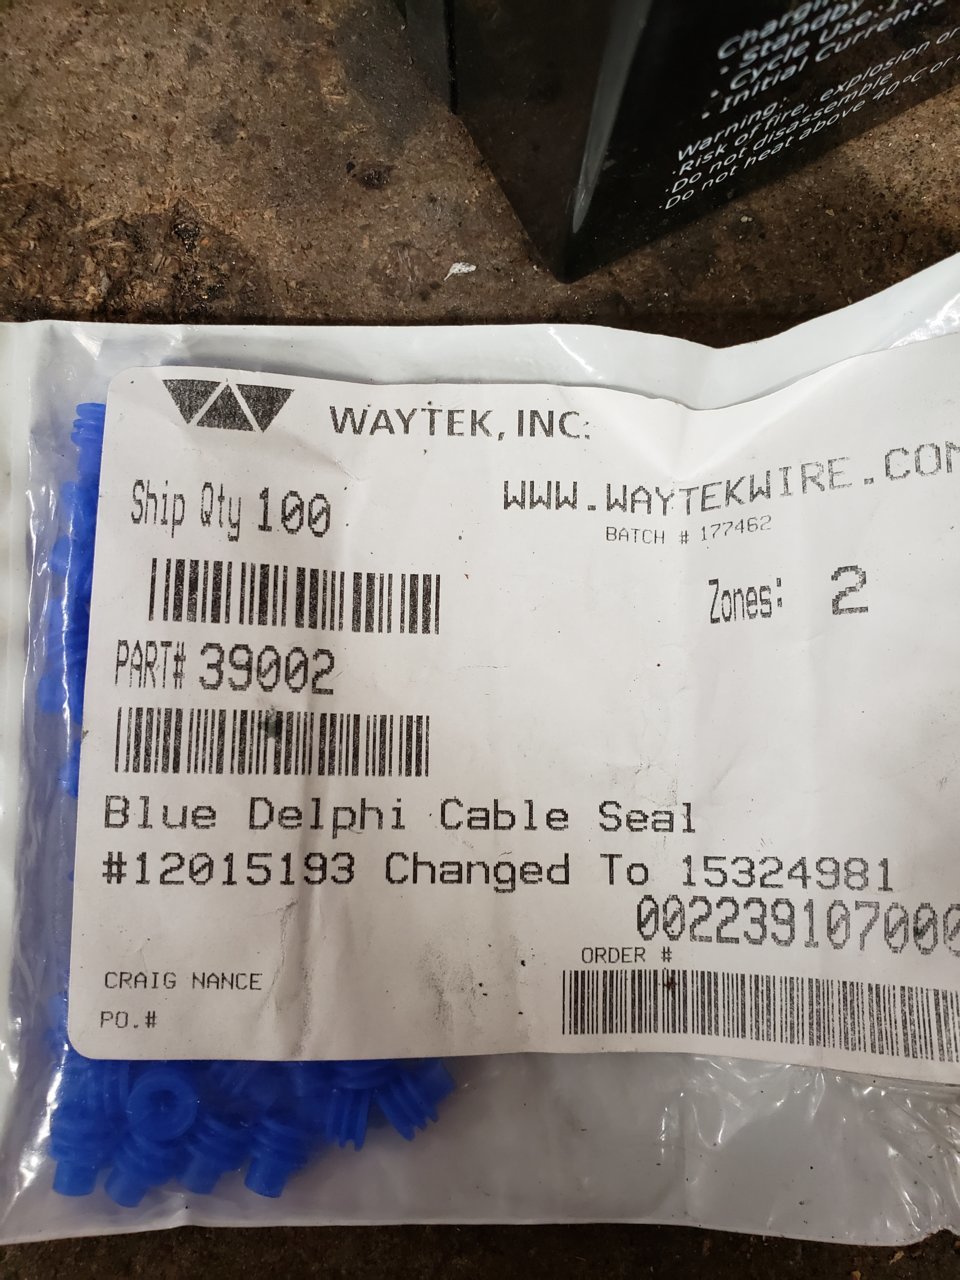 • Standby
• Cycle Use:
• Initial Current:
Warning:
·Risk of fire, explosion or
·Do not disassemble
·Do not heat above 40°C or
WAYTEK, INC.
Ship Qty 100
WWW.WAYTEKWIRE.COM
BATCH # 177462
Zones: 2
PART# 39002
Blue Delphi Cable Seal
#12015193 Changed To 15324981
002239107000
ORDER #
CRAIG NANCE
PO.#